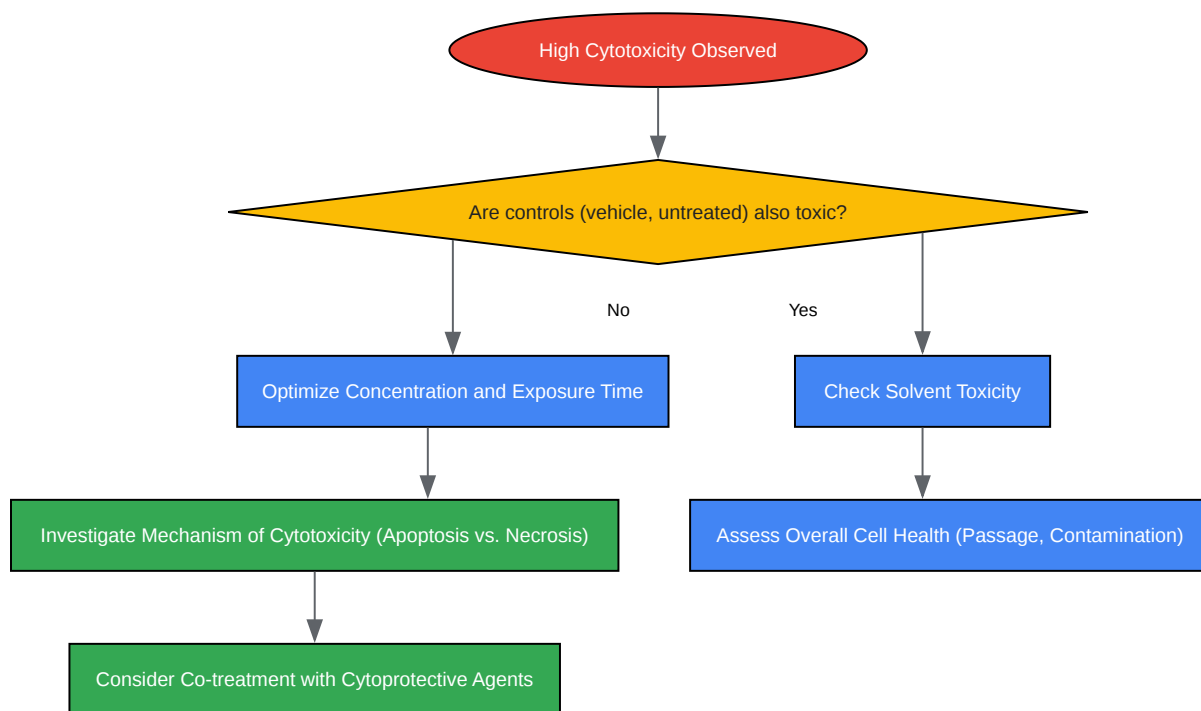 High Cytotoxicity Observed
Are controls (vehicle, untreated) also toxic?
No
Yes
Optimize Concentration and Exposure Time
Check Solvent Toxicity
Investigate Mechanism of Cytotoxicity (Apoptosis vs. Necrosis)
Assess Overall Cell Health (Passage, Contamination)
Consider Co-treatment with Cytoprotective Agents